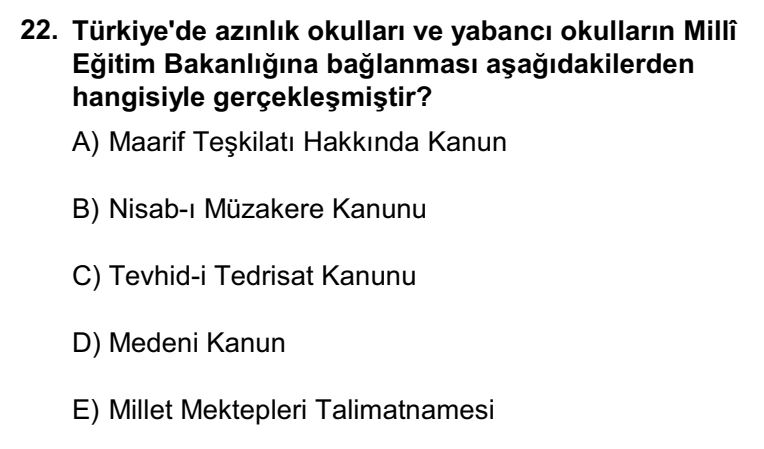 22. Türkiye'de azınlık okulları ve yabancı okulların Millî
Eğitim Bakanlığına bağlanması aşağıdakilerden
hangisiyle gerçekleşmiştir?
A) Maarif Teşkilatı Hakkında Kanun
B) Nisab-ı Müzakere Kanunu
C) Tevhid-i Tedrisat Kanunu
D) Medeni Kanun
E) Millet Mektepleri Talimatnamesi